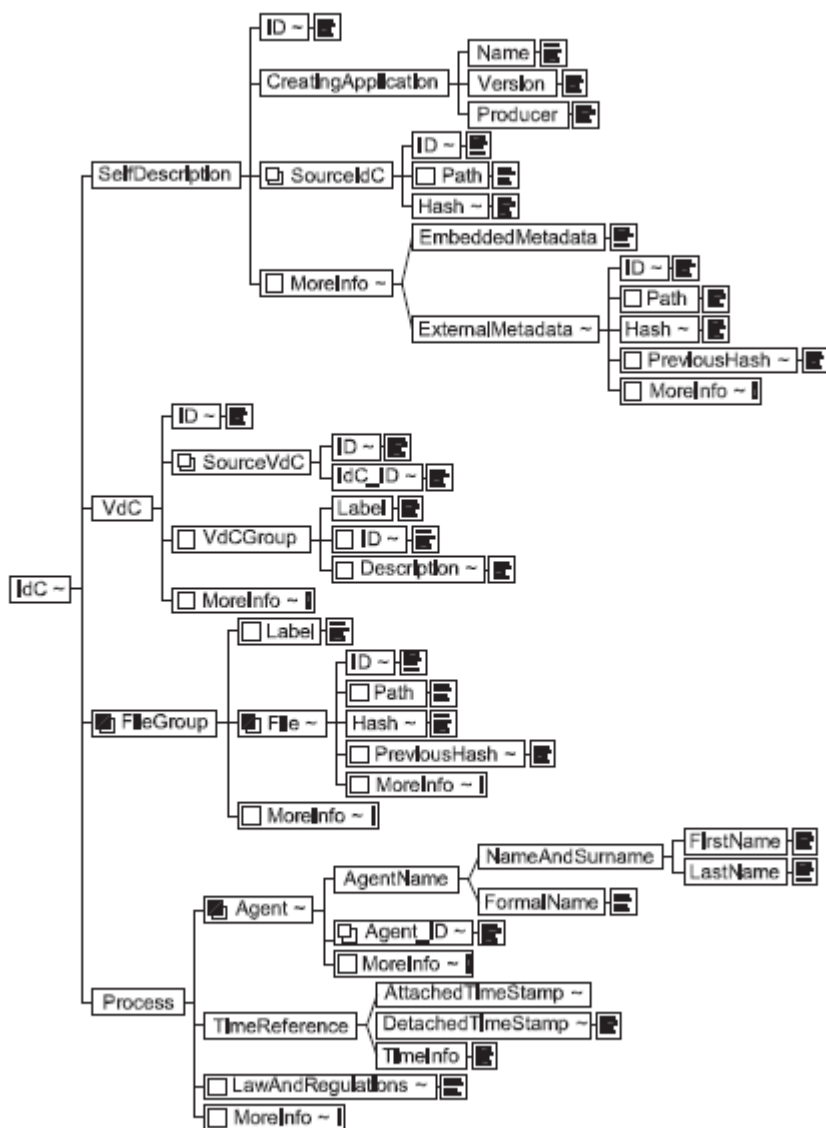 ID ~
CreatingApplication
Name
Version
Producer
SelfDescription
SourceIdC
ID ~
Path
Hash ~
MoreInfo ~
EmbeddedMetadata
ExternalMetadata ~
ID ~
Path
Hash ~
PreviousHash ~
MoreInfo ~
IdC ~
VdC
ID ~
SourceVdC
ID ~
IdC_ID ~
VdCGroup
Label
ID ~
Description ~
MoreInfo ~
FileGroup
Label
File ~
ID ~
Path
Hash ~
PreviousHash ~
MoreInfo ~
MoreInfo ~
Process
Agent ~
AgentName
NameAndSurname
FirstName
LastName
FormalName
Agent_ID ~
MoreInfo ~
TimeReference
AttachedTimeStamp ~
DetachedTimeStamp ~
TimeInfo
LawAndRegulations ~
MoreInfo ~